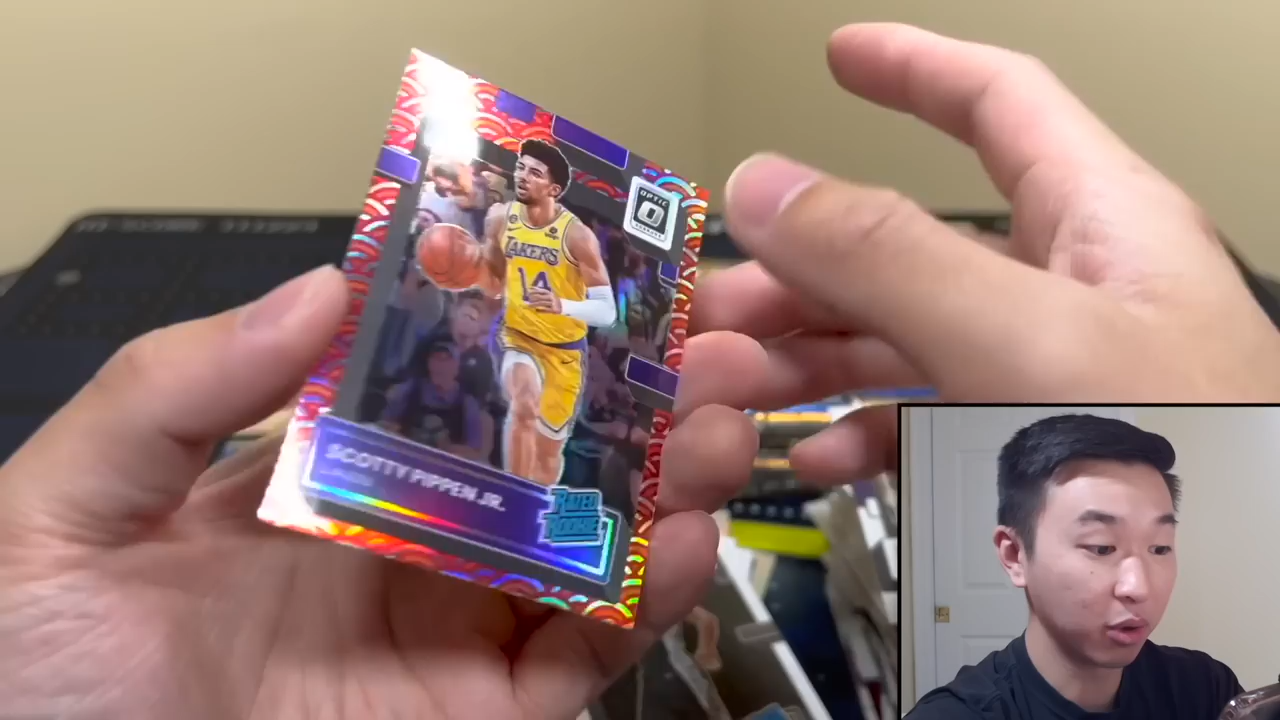 OPTIC
LAKERS
14
SCOTTY PIPPEN JR.
RATED
ROOKIE